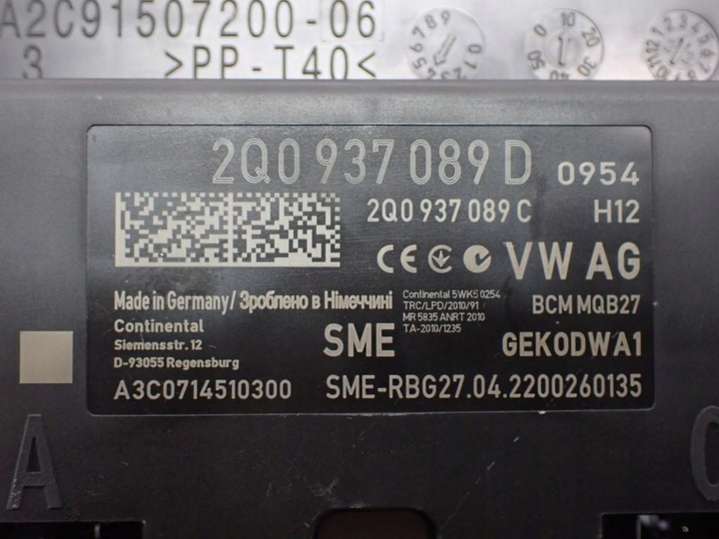 A2C91507200-06
3 >PP-T40<
2Q0 937 089 D 0954
2Q0 937 089 C H12
CE VW AG
Made in Germany/ Зроблено в Німеччині
Continental
Siemensstr. 12
D-93055 Regensburg
SME
Continental 5WK5 0254
TRC/LPD/2010/91
MR 5835 ANRT 2010
TA-2010/1235
BCM MQB27
GEK0DWA1
A3C0714510300 SME-RBG27.04.2200260135
A